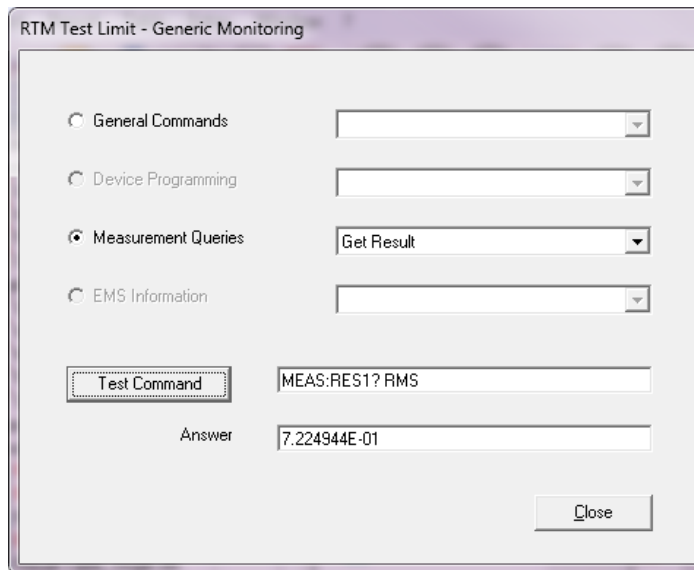 RTM Test Limit - Generic Monitoring
General Commands
Device Programming
Measurement Queries Get Result
EMS Information
Test Command MEAS:RES1? RMS
Answer 7.224944E-01
Close